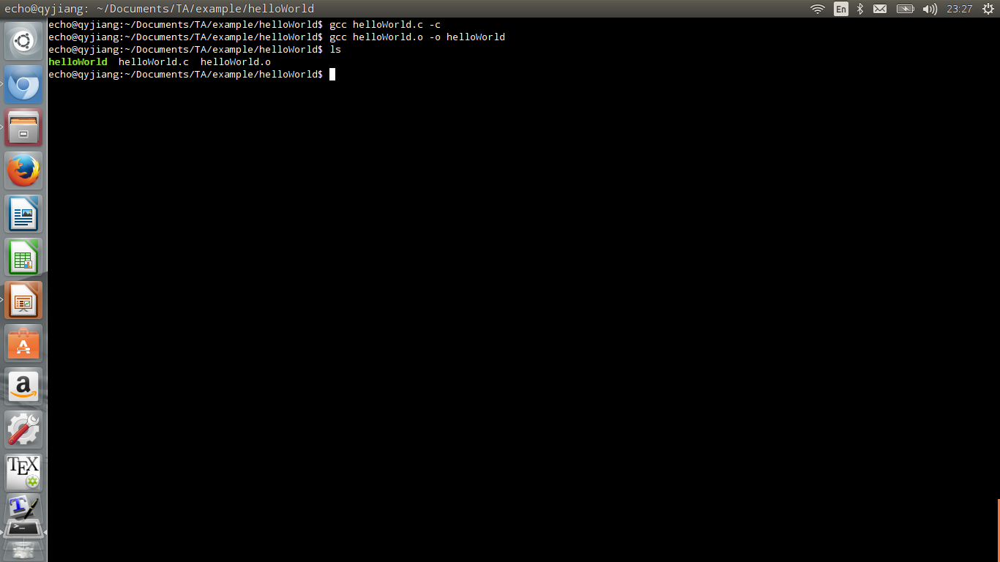 echo@qyjiang: ~/Documents/TA/example/helloWorld
En
23:27
echo@qyjiang:~/Documents/TA/example/helloWorld$ gcc helloWorld.c -c
echo@qyjiang:~/Documents/TA/example/helloWorld$ gcc helloWorld.o -o helloWorld
echo@qyjiang:~/Documents/TA/example/helloWorld$ ls
helloWorld  helloWorld.c  helloWorld.o
echo@qyjiang:~/Documents/TA/example/helloWorld$
A
a
TEX
T
>_